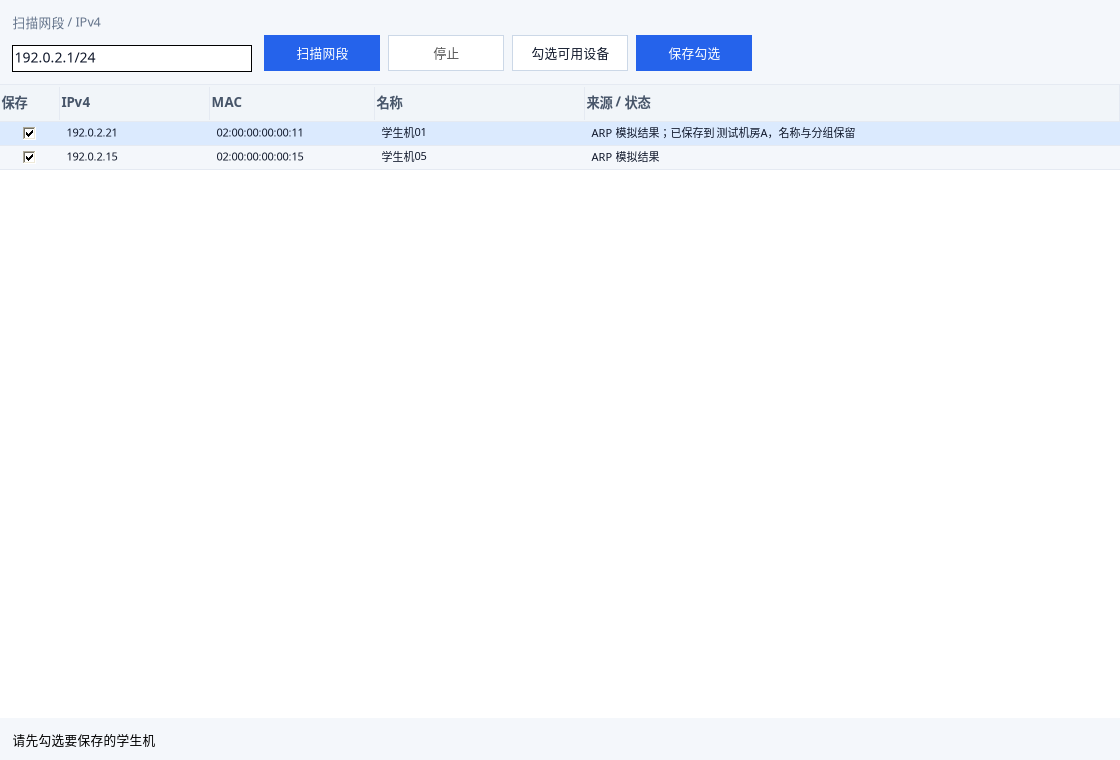 扫描网段 / IPv4
192.0.2.1/24 扫描网段 停止 勾选可用设备 保存勾选
保存 IPv4 MAC 名称 来源 / 状态
192.0.2.21 02:00:00:00:00:11 学生机01 ARP 模拟结果；已保存到 测试机房A，名称与分组保留
192.0.2.15 02:00:00:00:00:15 学生机05 ARP 模拟结果
请先勾选要保存的学生机